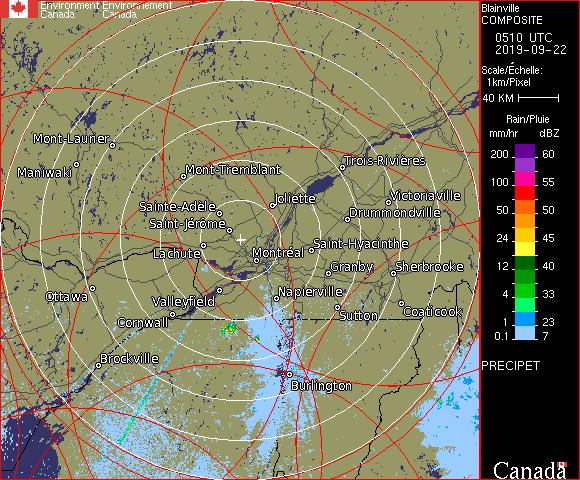 Environment Environnement
Canada Canada
Blainville
COMPOSITE
0510 UTC
2019-09-22
Scale/Échelle:
1km/Pixel
40 KM
Rain/Pluie
mm/hr dBZ
200 60
100 55
50 50
24 45
12 40
4 33
1 23
0.1 7
PRECIPET
Mont-Laurier
Maniwaki
Mont-Tremblant
Trois-Rivières
Joliette
Victoriaville
Sainte-Adèle
Drummondville
Saint-Jérôme
Lachute
Montréal
Saint-Hyacinthe
Granby
Sherbrooke
Ottawa
Valleyfield
Napierville
Cornwall
Sutton
Coaticook
Brockville
Burlington
Canada